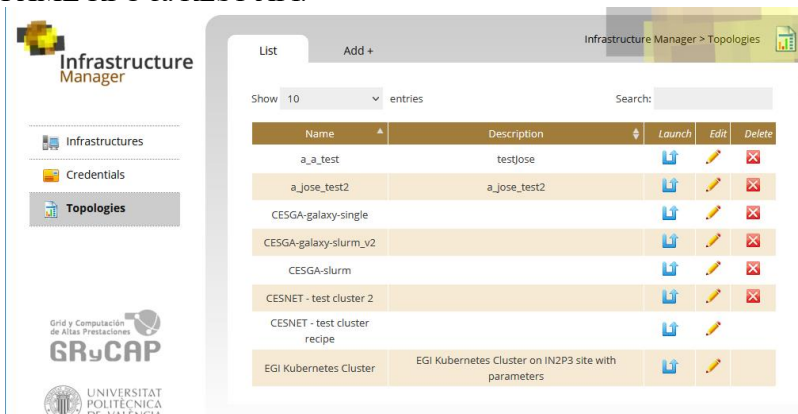 Infrastructure
Manager
List
Add +
Infrastructure Manager > Topologies
Show 10 entries
Search:
Infrastructures
Credentials
Topologies
Name Description Launch Edit Delete
a_a_test testJose
a_jose_test2 a_jose_test2
CESGA-galaxy-single
CESGA-galaxy-slurm_v2
CESGA-slurm
CESNET - test cluster 2
CESNET - test cluster
recipe
EGI Kubernetes Cluster EGI Kubernetes Cluster on IN2P3 site with
parameters
Grid y Computación
de Altas Prestaciones
GRyCAP
UNIVERSITAT
POLITÈCNICA
DE VALÈNCIA